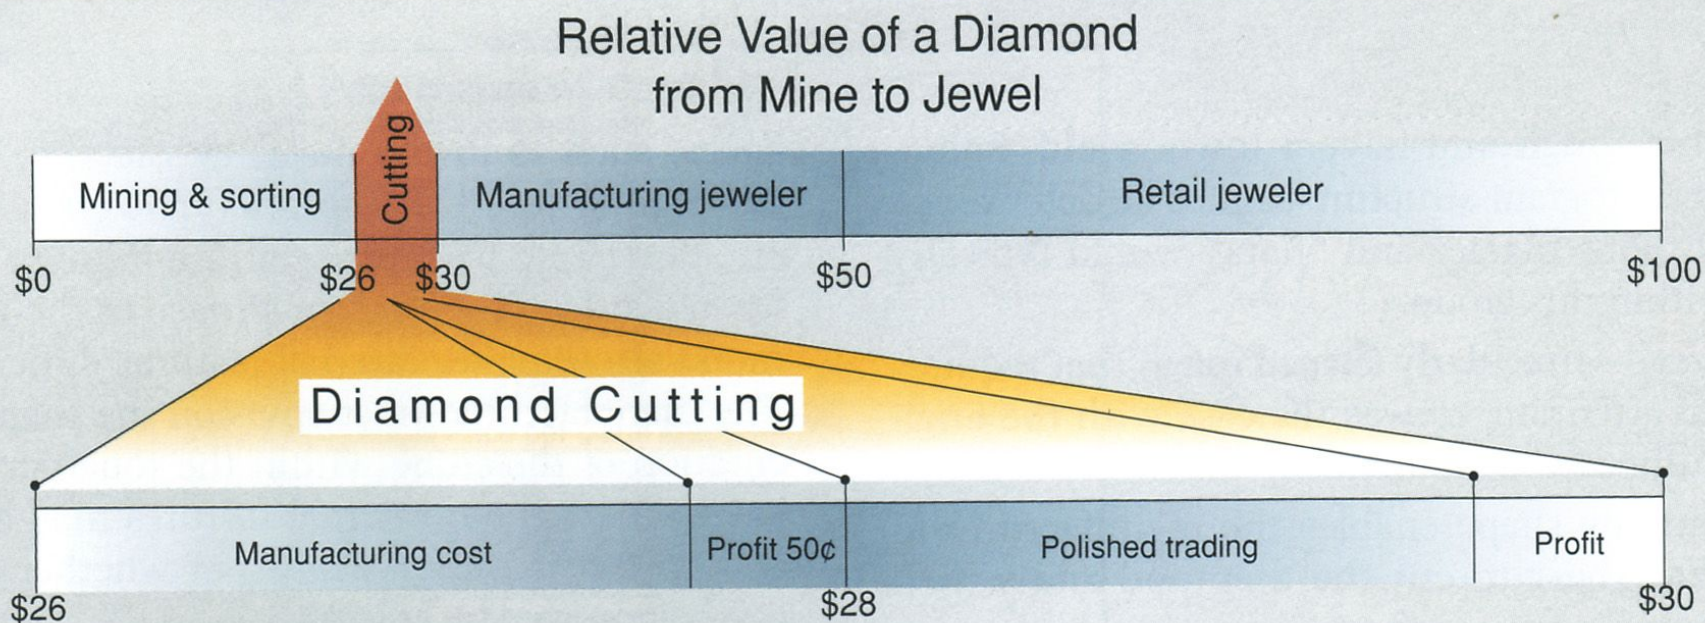 Relative Value of a Diamond
from Mine to Jewel
Mining & sorting
Cutting
Manufacturing jeweler
Retail jeweler
$0
$26
$30
$50
$100
Diamond Cutting
Manufacturing cost
Profit 50¢
Polished trading
Profit
$26
$28
$30